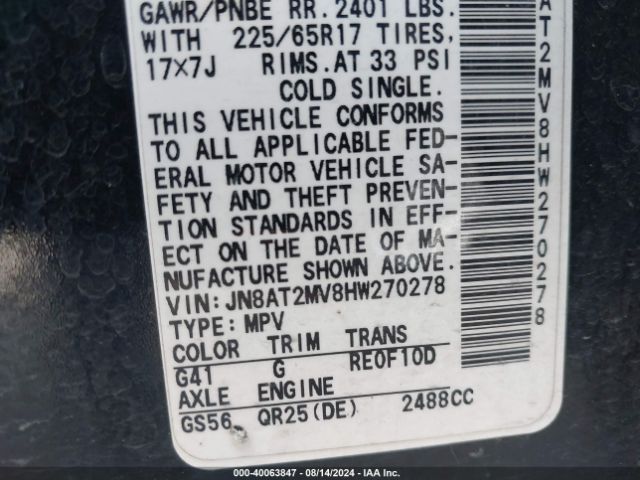 GAWR/PNBE RR. 2401 LBS.
WITH 225/65R17 TIRES,
17X7J RIMS. AT 33 PSI
COLD SINGLE.
THIS VEHICLE CONFORMS
TO ALL APPLICABLE FED-
ERAL MOTOR VEHICLE SA-
FETY AND THEFT PREVEN-
TION STANDARDS IN EFF-
ECT ON THE DATE OF MA-
NUFACTURE SHOWN ABOVE.
VIN: JN8AT2MV8HW270278
TYPE: MPV
COLOR TRIM TRANS
G41 G RE0F10D
AXLE ENGINE
GS56 QR25(DE) 2488CC
AT2MV8HW270278
000-40063847 - 08/14/2024 - IAA Inc.